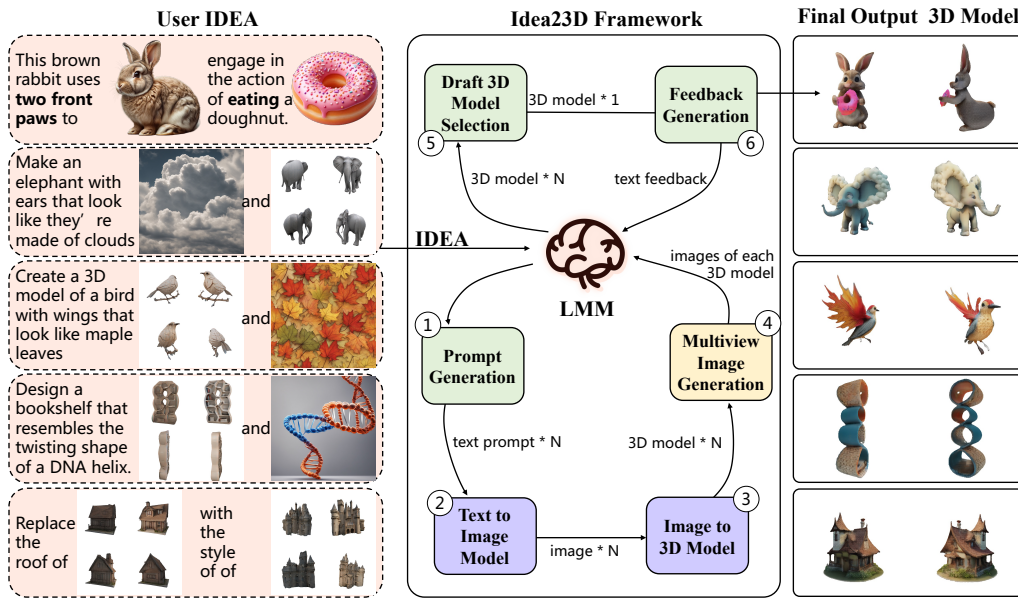 User IDEA
This brown
rabbit uses
two front
paws to
engage in
the action
of eating a
doughnut.
Make an
elephant with
ears that look
like they' re
made of clouds
and
Create a 3D
model of a bird
with wings that
look like maple
leaves
and
Design a
bookshelf that
resembles the
twisting shape
of a DNA helix.
and
Replace
the
roof of
with
the
style
of of
Idea23D Framework
Draft 3D
Model
Selection
5
3D model * 1
Feedback
Generation
6
3D model * N
text feedback
IDEA
LMM
images of each
3D model
1
Prompt
Generation
4
Multiview
Image
Generation
text prompt * N
3D model * N
2
Text to
Image
Model
image * N
3
Image to
3D Model
Final Output 3D Model